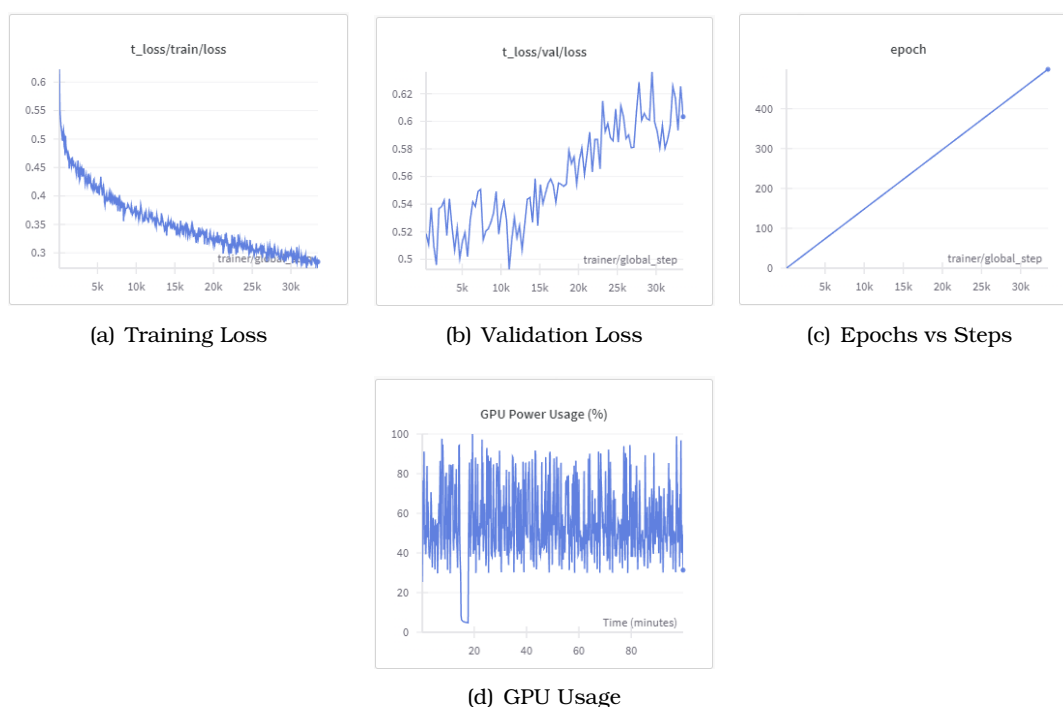 t_loss/train/loss
0.6
0.55
0.5
0.45
0.4
0.35
0.3
trainer/global_step
5k 10k 15k 20k 25k 30k
(a) Training Loss
t_loss/val/loss
0.62
0.6
0.58
0.56
0.54
0.52
0.5
trainer/global_step
5k 10k 15k 20k 25k 30k
(b) Validation Loss
epoch
400
300
200
100
0
trainer/global_step
5k 10k 15k 20k 25k 30k
(c) Epochs vs Steps
GPU Power Usage (%)
100
80
60
40
20
0
Time (minutes)
20 40 60 80
(d) GPU Usage